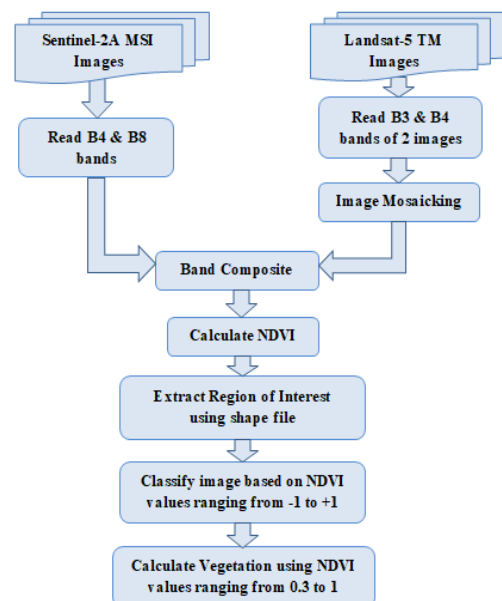 Sentinel-2A MSI
Images
Landsat-5 TM
Images
Read B4 & B8
bands
Read B3 & B4
bands of 2 images
Image Mosaicking
Band Composite
Calculate NDVI
Extract Region of Interest
using shape file
Classify image based on NDVI
values ranging from -1 to +1
Calculate Vegetation using NDVI
values ranging from 0.3 to 1